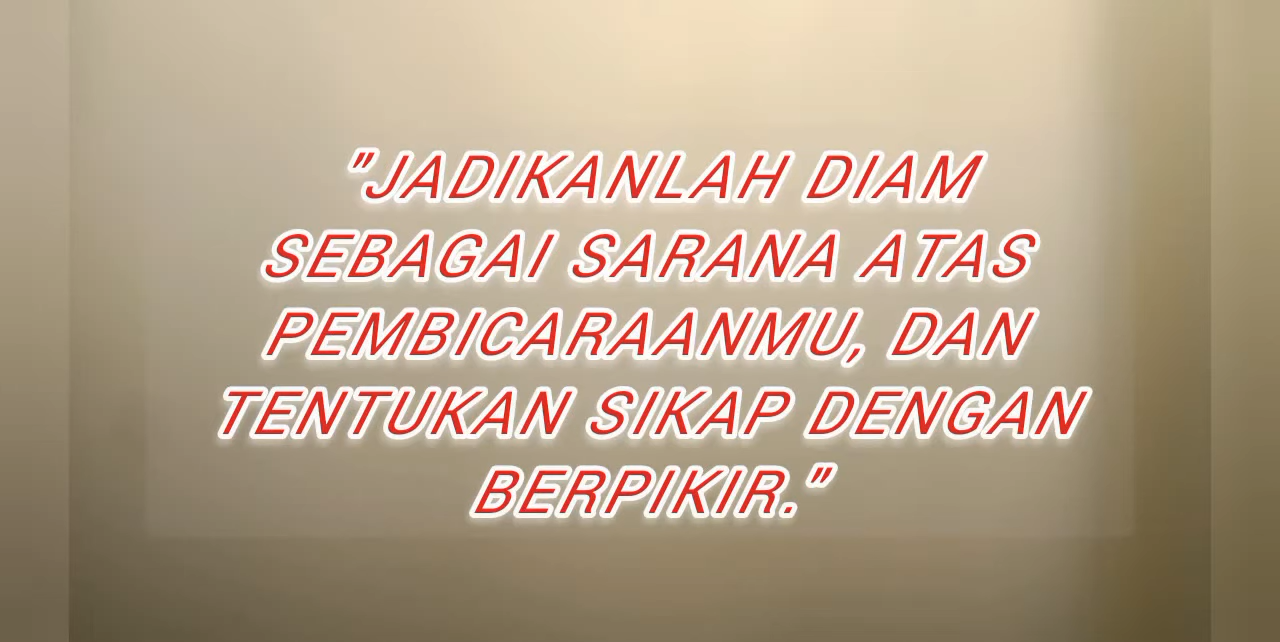 "JADIKANLAH DIAM
SEBAGAI SARANA ATAS
PEMBICARAANMU, DAN
TENTUKAN SIKAP DENGAN
BERPIKIR."